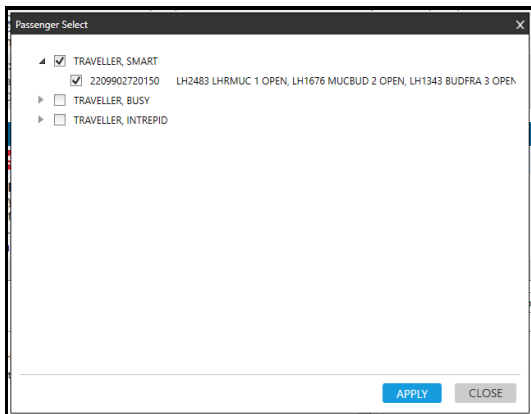 Passenger Select
TRAVELLER, SMART
2209902720150 LH2483 LHRMUC 1 OPEN, LH1676 MUCBUD 2 OPEN, LH1343 BUDFRA 3 OPEN
TRAVELLER, BUSY
TRAVELLER, INTREPID
APPLY CLOSE